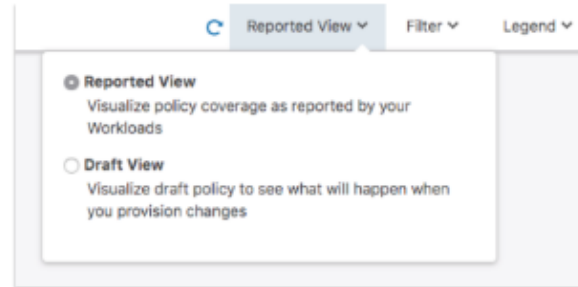 Reported View Filter Legend
Reported View
Visualize policy coverage as reported by your
Workloads
Draft View
Visualize draft policy to see what will happen when
you provision changes